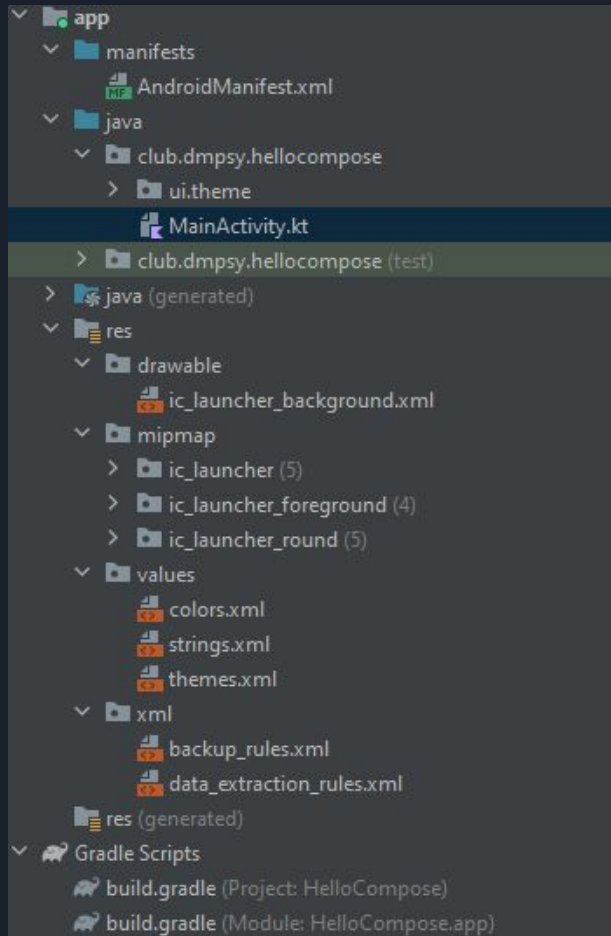 app
manifests
MF AndroidManifest.xml
java
club.dmpsy.hellocompose
ui.theme
MainActivity.kt
club.dmpsy.hellocompose (test)
java (generated)
res
drawable
ic_launcher_background.xml
mipmap
ic_launcher (5)
ic_launcher_foreground (4)
ic_launcher_round (5)
values
colors.xml
strings.xml
themes.xml
xml
backup_rules.xml
data_extraction_rules.xml
res (generated)
Gradle Scripts
build.gradle (Project: HelloCompose)
build.gradle (Module: HelloCompose.app)